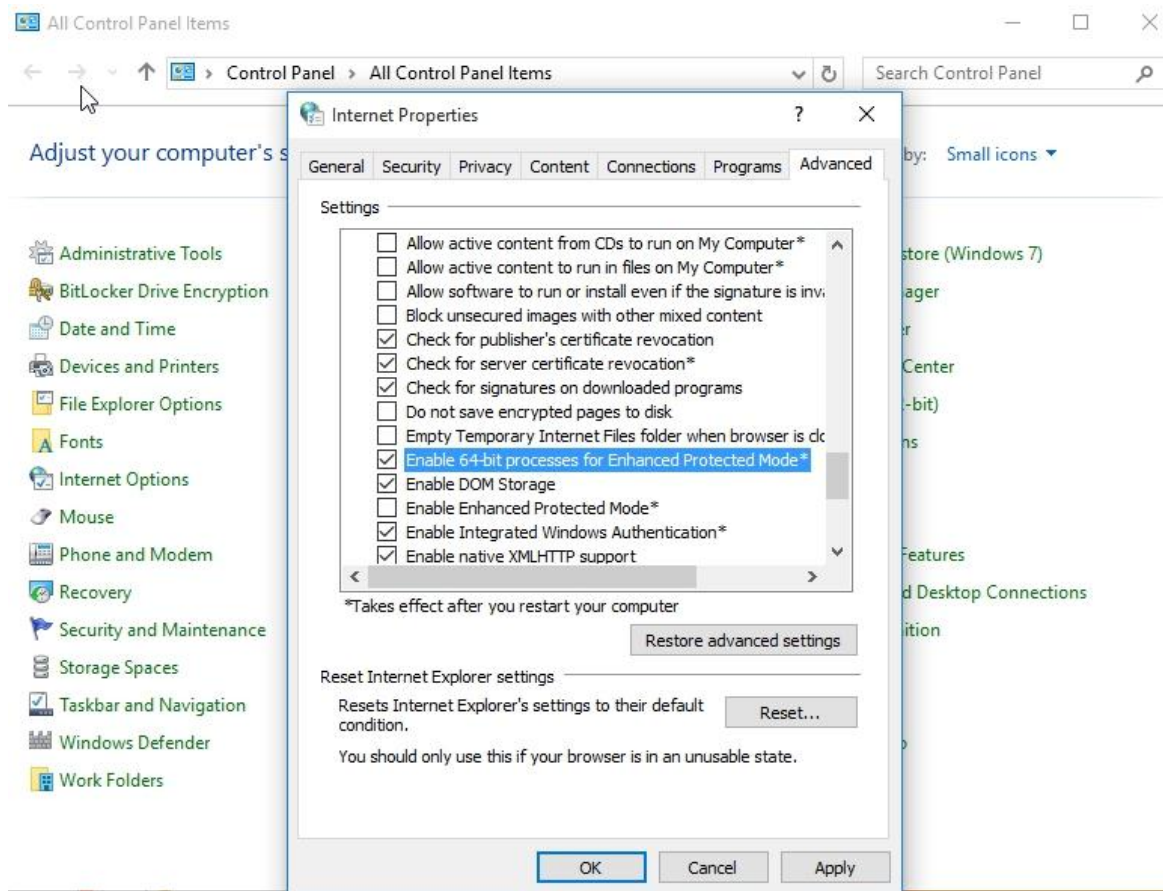 All Control Panel Items
Control Panel > All Control Panel Items
Search Control Panel
Internet Properties
?
Adjust your computer's s
by: Small icons
General Security Privacy Content Connections Programs Advanced
Settings
Allow active content from CDs to run on My Computer*
Allow active content to run in files on My Computer*
Allow software to run or install even if the signature is inva
Block unsecured images with other mixed content
Check for publisher's certificate revocation
Check for server certificate revocation*
Check for signatures on downloaded programs
Do not save encrypted pages to disk
Empty Temporary Internet Files folder when browser is clo
Enable 64-bit processes for Enhanced Protected Mode*
Enable DOM Storage
Enable Enhanced Protected Mode*
Enable Integrated Windows Authentication*
Enable native XMLHTTP support
*Takes effect after you restart your computer
Restore advanced settings
Reset Internet Explorer settings
Resets Internet Explorer's settings to their default
condition.
Reset...
You should only use this if your browser is in an unusable state.
OK Cancel Apply
Administrative Tools
BitLocker Drive Encryption
Date and Time
Devices and Printers
File Explorer Options
Fonts
Internet Options
Mouse
Phone and Modem
Recovery
Security and Maintenance
Storage Spaces
Taskbar and Navigation
Windows Defender
Work Folders
store (Windows 7)
ager
r
Center
-bit)
ns
Features
d Desktop Connections
ition